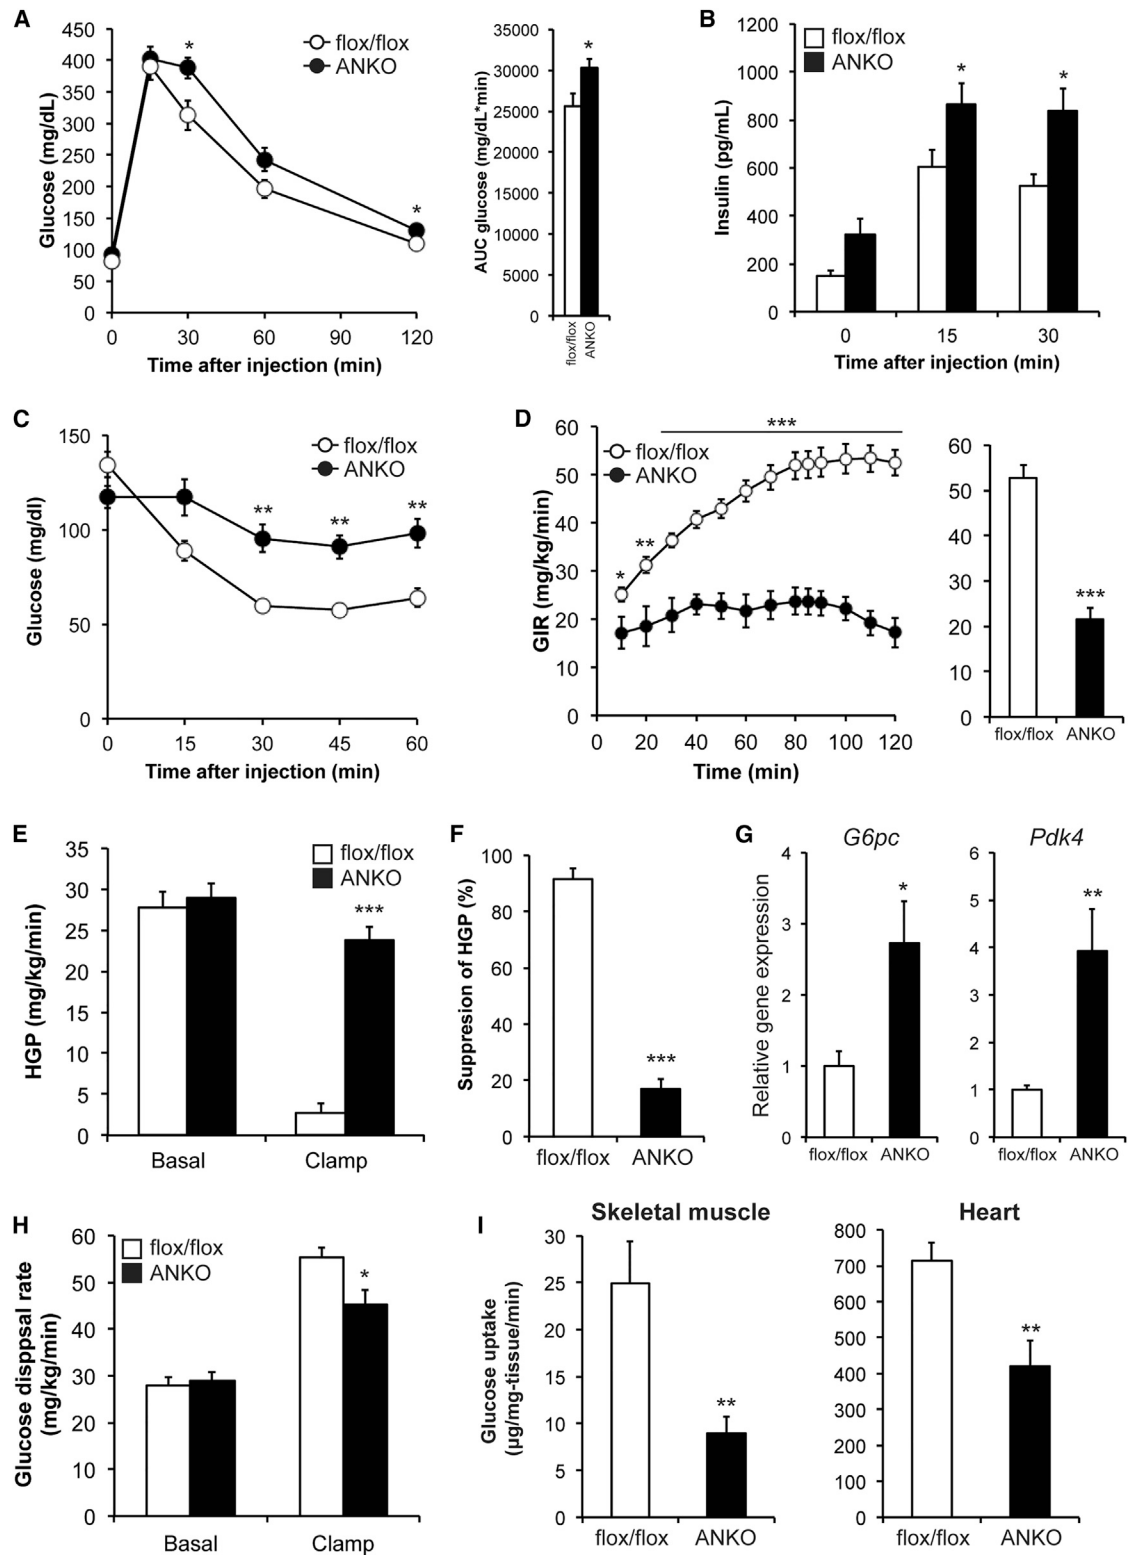 A
450
400
350
300
250
200
150
100
50
0
Glucose (mg/dL)
flox/flox
ANKO
*
*
0 30 60 90 120
Time after injection (min)
35000
30000
25000
20000
15000
10000
5000
0
AUC glucose (mg/dL*min)
*
flox/flox
ANKO
B
1200
1000
800
600
400
200
0
Insulin (pg/mL)
flox/flox
ANKO
*
*
0 15 30
Time after injection (min)
C
150
100
50
0
Glucose (mg/dl)
flox/flox
ANKO
** ** **
0 15 30 45 60
Time after injection (min)
D
60
50
40
30
20
10
0
GIR (mg/kg/min)
***
flox/flox
ANKO
**
*
0 20 40 60 80 100 120
Time (min)
60
50
40
30
20
10
0
***
flox/flox ANKO
E
35
30
25
20
15
10
5
0
HGP (mg/kg/min)
flox/flox
ANKO
***
Basal Clamp
F
100
80
60
40
20
0
Suppresion of HGP (%)
***
flox/flox ANKO
G
G6pc
4
3
2
1
0
Relative gene expression
*
flox/flox ANKO
Pdk4
6
5
4
3
2
1
0
**
flox/flox ANKO
H
60
50
40
30
20
10
0
Glucose disppsal rate
(mg/kg/min)
flox/flox
ANKO
*
Basal Clamp
I
Skeletal muscle
30
25
20
15
10
5
0
Glucose uptake
(µg/mg-tissue/min)
**
flox/flox ANKO
Heart
800
700
600
500
400
300
200
100
0
**
flox/flox ANKO